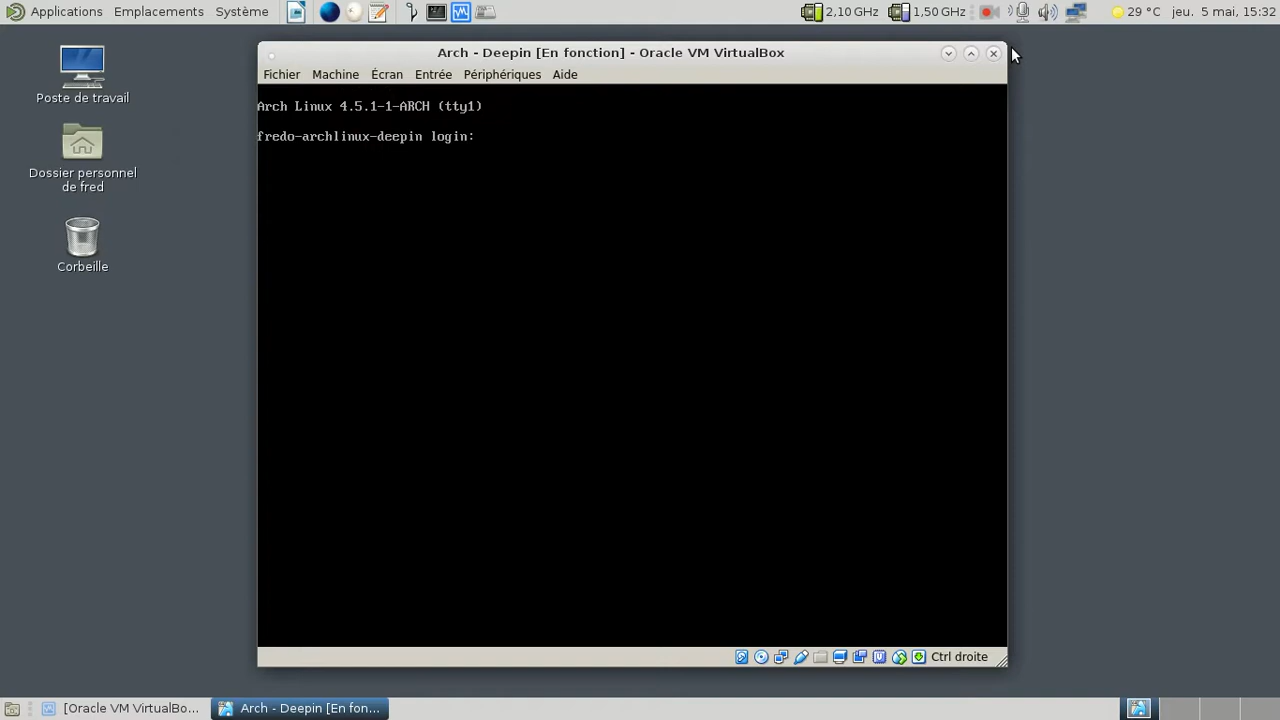 Applications Emplacements Système 2,10 GHz 1,50 GHz 29 °C jeu. 5 mai, 15:32
Poste de travail
Dossier personnel
de fred
Corbeille
Arch - Deepin [En fonction] - Oracle VM VirtualBox
Fichier Machine Écran Entrée Périphériques Aide
Arch Linux 4.5.1-1-ARCH (tty1)
fredo-archlinux-deepin login:
Ctrl droite
[Oracle VM VirtualBo... Arch - Deepin [En fon...